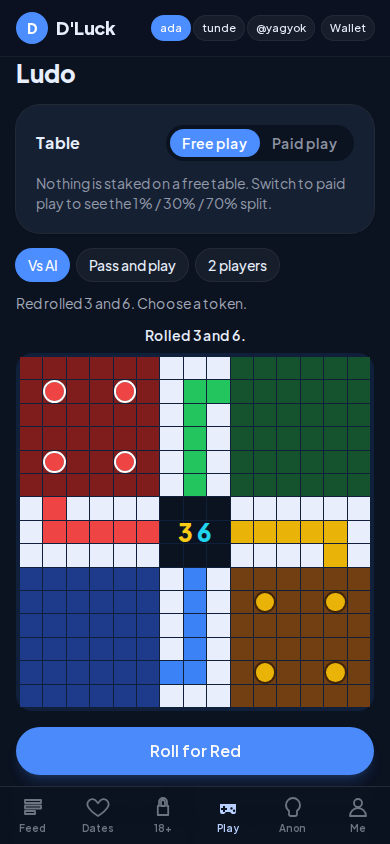 D D'Luck ada tunde @yagyok Wallet
Ludo
Table Free play Paid play
Nothing is staked on a free table. Switch to paid
play to see the 1% / 30% / 70% split.
Vs AI Pass and play 2 players
Red rolled 3 and 6. Choose a token.
Rolled 3 and 6.
3 6
Roll for Red
Feed Dates 18+ Play Anon Me